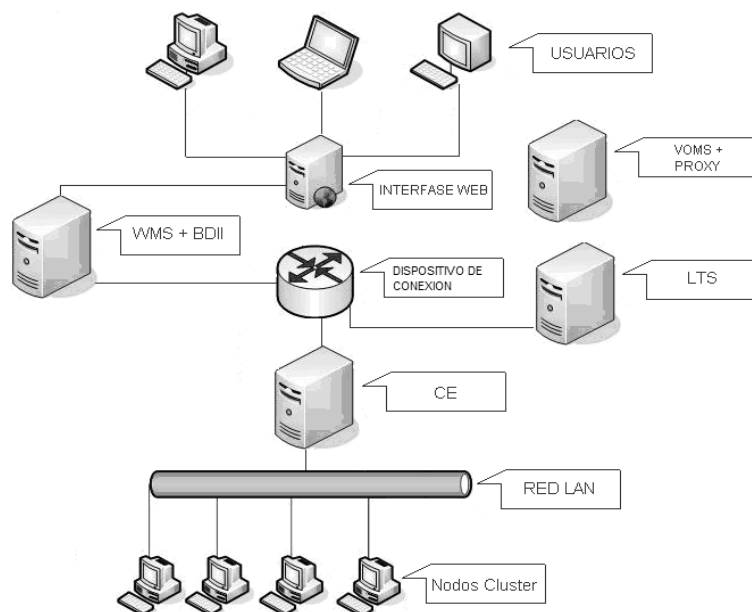 USUARIOS
VOMS +
PROXY
INTERFASE WEB
WMS + BDII
DISPOSITIVO DE
CONEXION
LTS
CE
RED LAN
Nodos Cluster